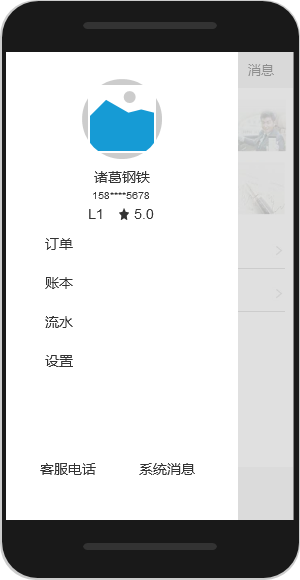 消息
诸葛钢铁
158****5678
L1 ★ 5.0
订单
账本
流水
设置
客服电话 系统消息